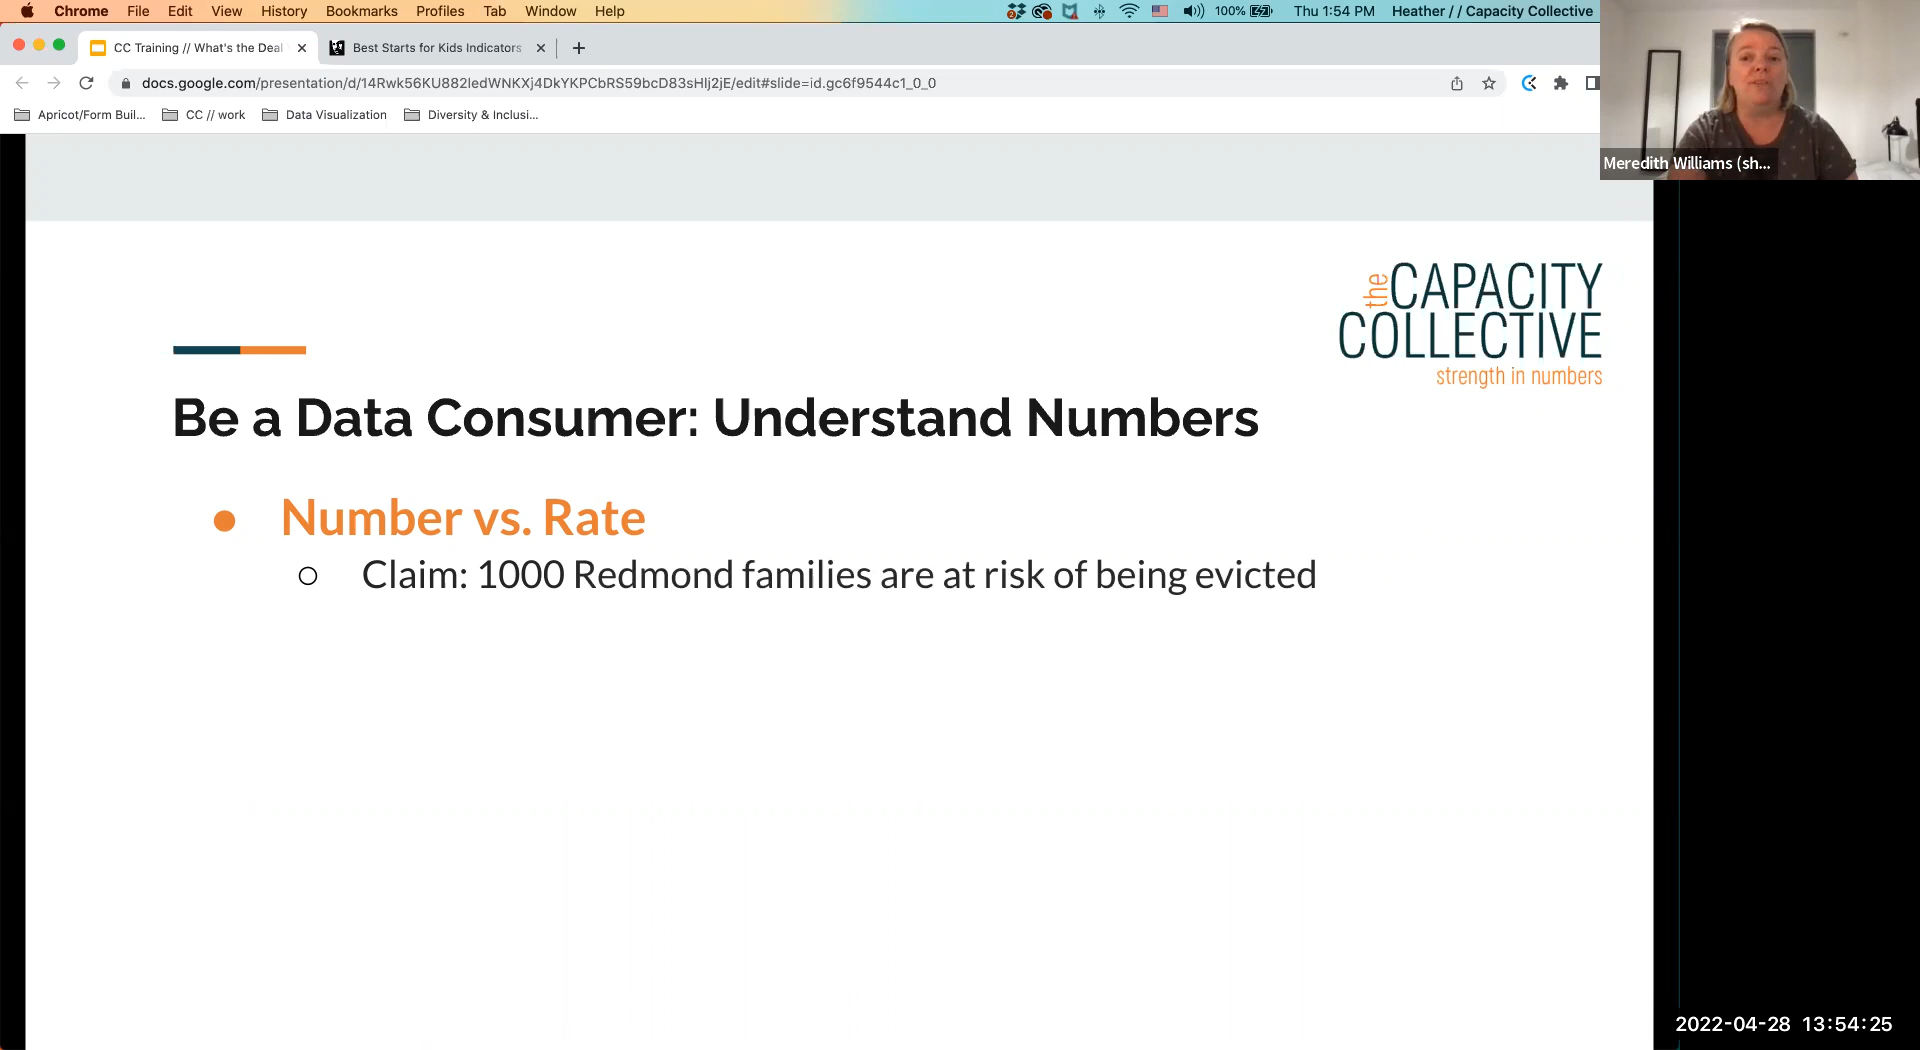 Chrome File Edit View History Bookmarks Profiles Tab Window Help 100% Thu 1:54 PM Heather // Capacity Collective
CC Training // What's the Deal Best Starts for Kids Indicators
docs.google.com/presentation/d/14Rwk56KU882ledWNKXj4DkYKPCbRS59bcD83sHlj2jE/edit#slide=id.gc6f9544c1_0_0
Apricot/Form Buil... CC // work Data Visualization Diversity & Inclusi...
Meredith Williams (sh...
the CAPACITY
COLLECTIVE
strength in numbers
Be a Data Consumer: Understand Numbers
● Number vs. Rate
○ Claim: 1000 Redmond families are at risk of being evicted
2022-04-28 13:54:25